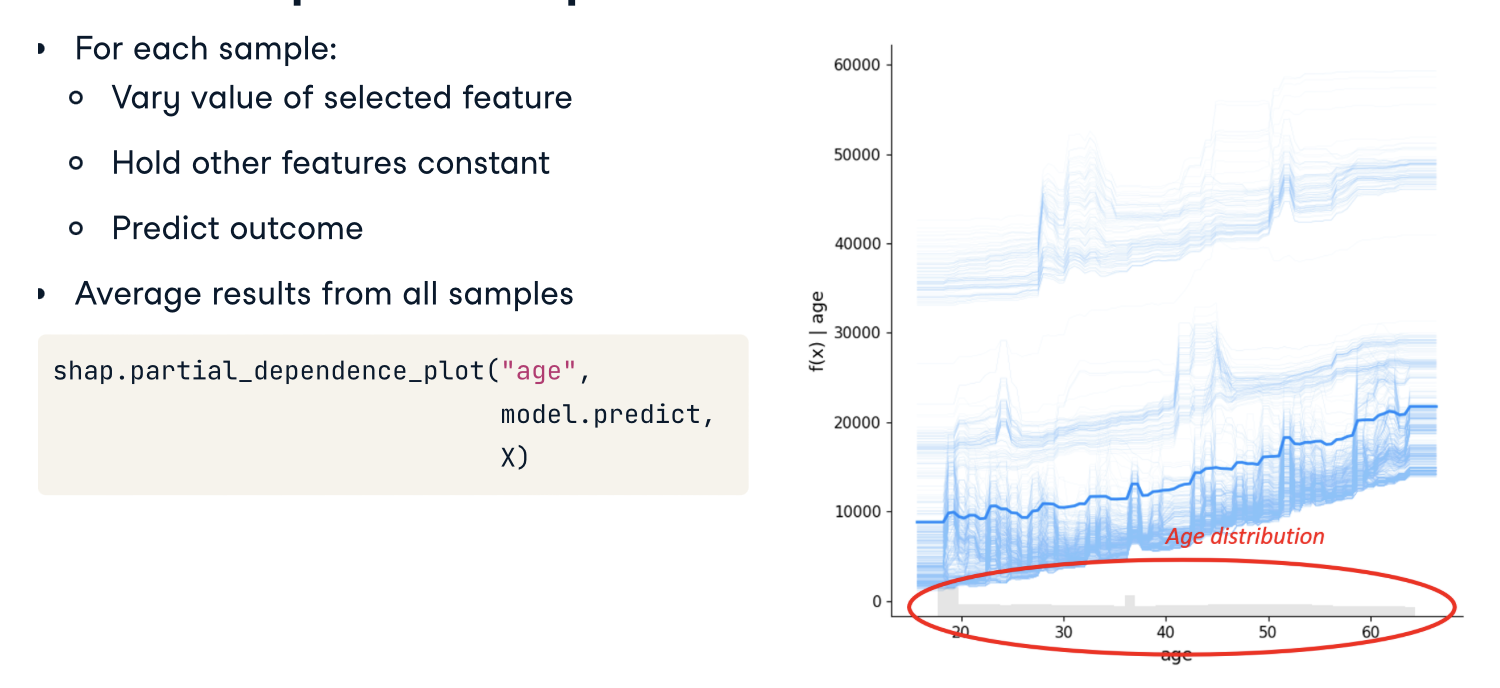 For each sample:
Vary value of selected feature
Hold other features constant
Predict outcome
Average results from all samples
shap.partial_dependence_plot("age",
model.predict,
X)
60000
50000
40000
30000
20000
10000
0
f(x) | age
Age distribution
20 30 40 50 60
age